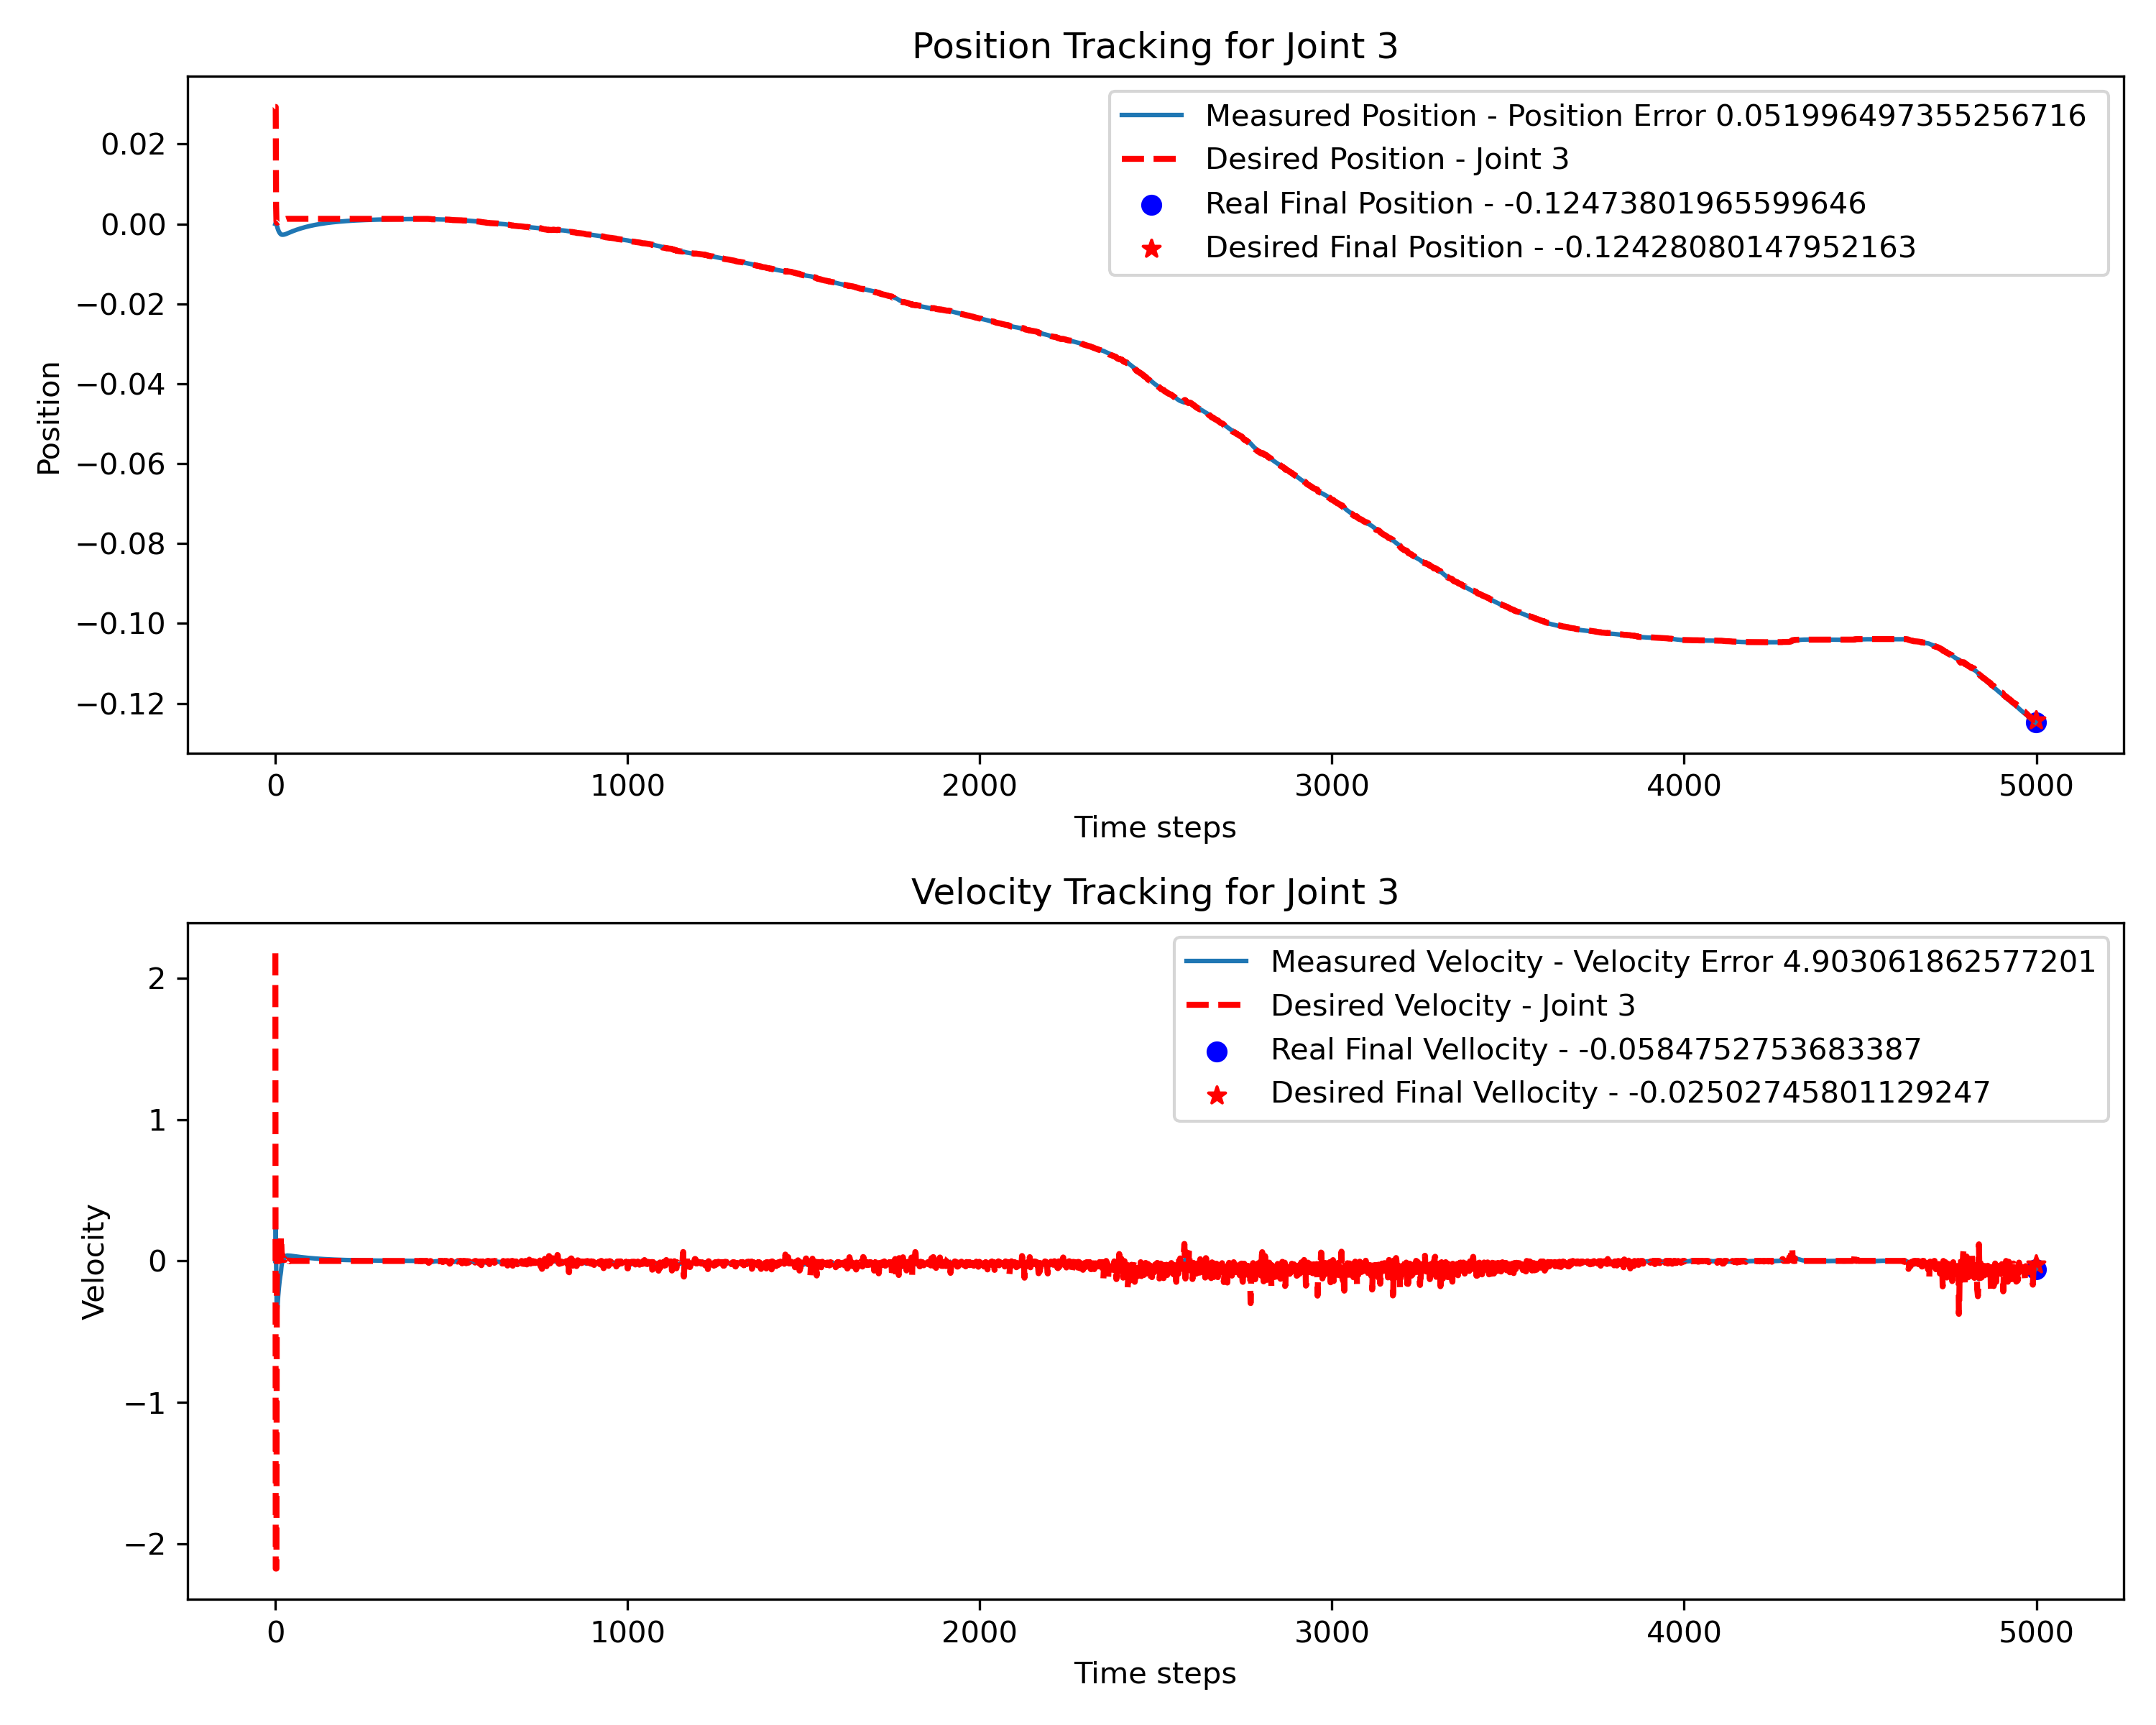 Position Tracking for Joint 3
Measured Position - Position Error 0.051996497355256716
Desired Position - Joint 3
Real Final Position - -0.12473801965599646
Desired Final Position - -0.12428080147952163
0.02
0.00
−0.02
−0.04
−0.06
−0.08
−0.10
−0.12
Position
0 1000 2000 3000 4000 5000
Time steps
Velocity Tracking for Joint 3
Measured Velocity - Velocity Error 4.903061862577201
Desired Velocity - Joint 3
Real Final Vellocity - -0.0584752753683387
Desired Final Vellocity - -0.02502745801129247
2
1
0
−1
−2
Velocity
0 1000 2000 3000 4000 5000
Time steps